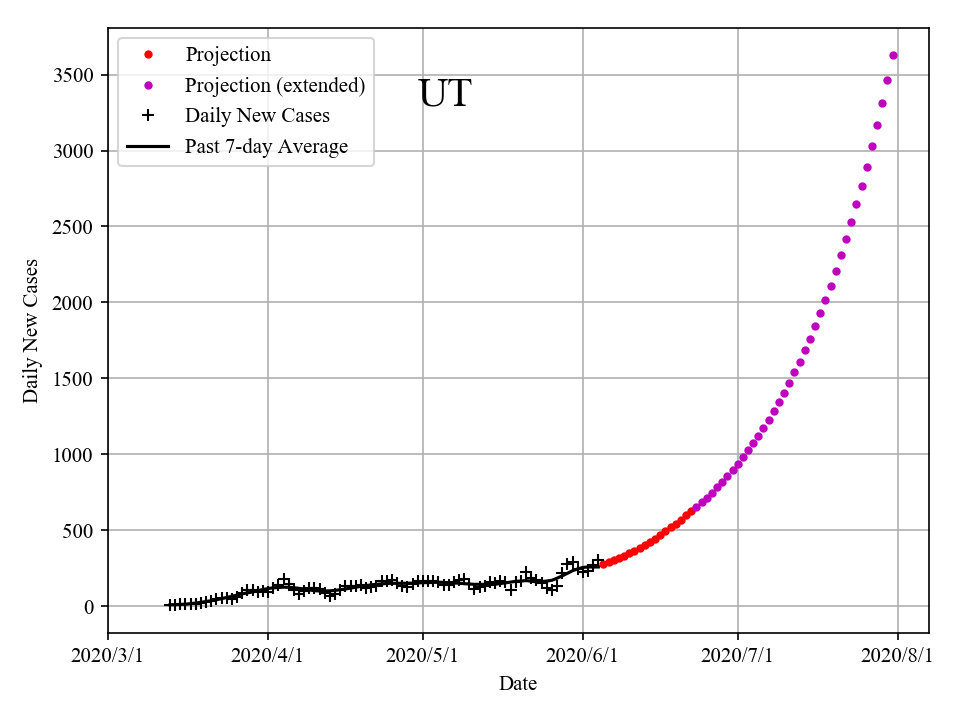 Projection
Projection (extended)
Daily New Cases
Past 7-day Average
UT
3500
3000
2500
2000
1500
1000
500
0
Daily New Cases
2020/3/1 2020/4/1 2020/5/1 2020/6/1 2020/7/1 2020/8/1
Date